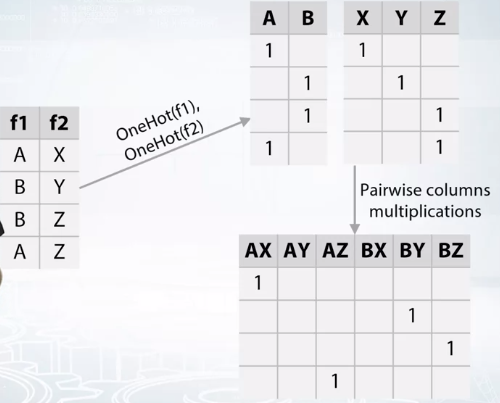 A B
1
1
1
1
X Y Z
1
1
1
1
f1 f2
A X
B Y
B Z
A Z
OneHot(f1),
OneHot(f2)
Pairwise columns
multiplications
AX AY AZ BX BY BZ
1
1
1
1